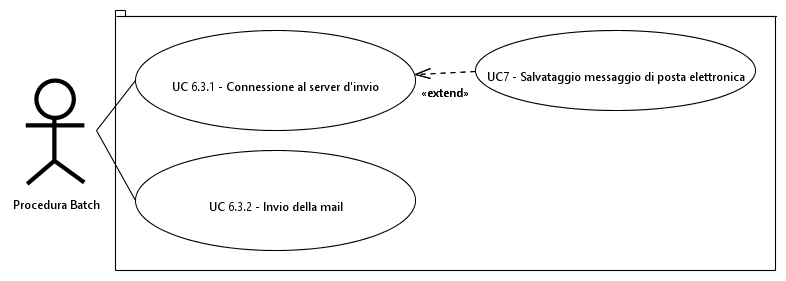 UC 6.3.1 - Connessione al server d'invio
UC7 - Salvataggio messaggio di posta elettronica
«extend»
Procedura Batch
UC 6.3.2 - Invio della mail